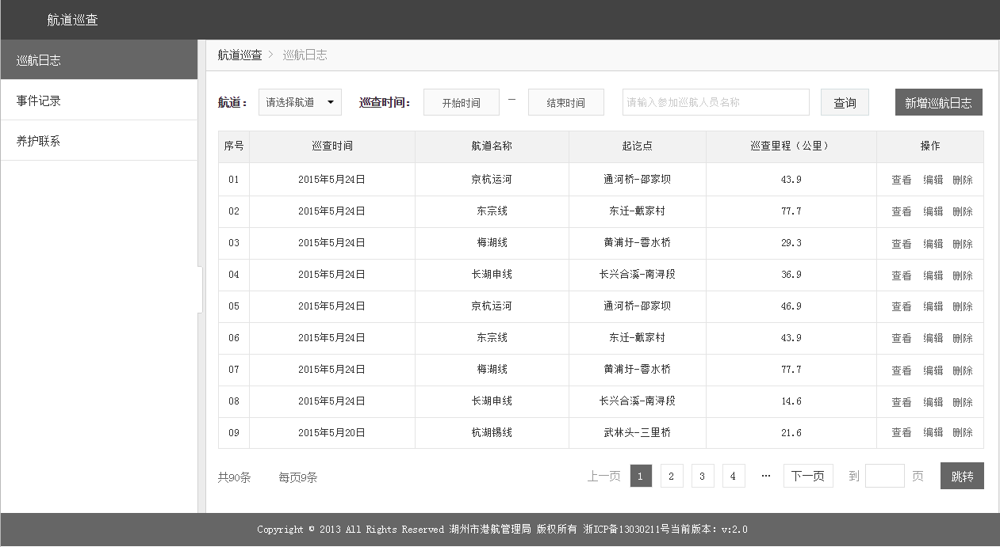 航道巡查
巡航日志
事件记录
养护联系
航道巡查 > 巡航日志
航道： 请选择航道 巡查时间： 开始时间 — 结束时间 请输入参加巡航人员名称 查询 新增巡航日志
序号 巡查时间 航道名称 起讫点 巡查里程（公里） 操作
01 2015年5月24日 京杭运河 通河桥-邵家坝 43.9 查看 编辑 删除
02 2015年5月24日 东宗线 东迁-戴家村 77.7 查看 编辑 删除
03 2015年5月24日 梅湖线 黄浦圩-霅水桥 29.3 查看 编辑 删除
04 2015年5月24日 长湖申线 长兴合溪-南浔段 36.9 查看 编辑 删除
05 2015年5月24日 京杭运河 通河桥-邵家坝 46.9 查看 编辑 删除
06 2015年5月24日 东宗线 东迁-戴家村 43.9 查看 编辑 删除
07 2015年5月24日 梅湖线 黄浦圩-霅水桥 77.7 查看 编辑 删除
08 2015年5月24日 长湖申线 长兴合溪-南浔段 14.6 查看 编辑 删除
09 2015年5月20日 杭湖锡线 武林头-三里桥 21.6 查看 编辑 删除
共90条 每页9条 上一页 1 2 3 4 … 下一页 到 页 跳转
Copyright © 2013 All Rights Reserved 湖州市港航管理局 版权所有 浙ICP备13030211号当前版本：v:2.0